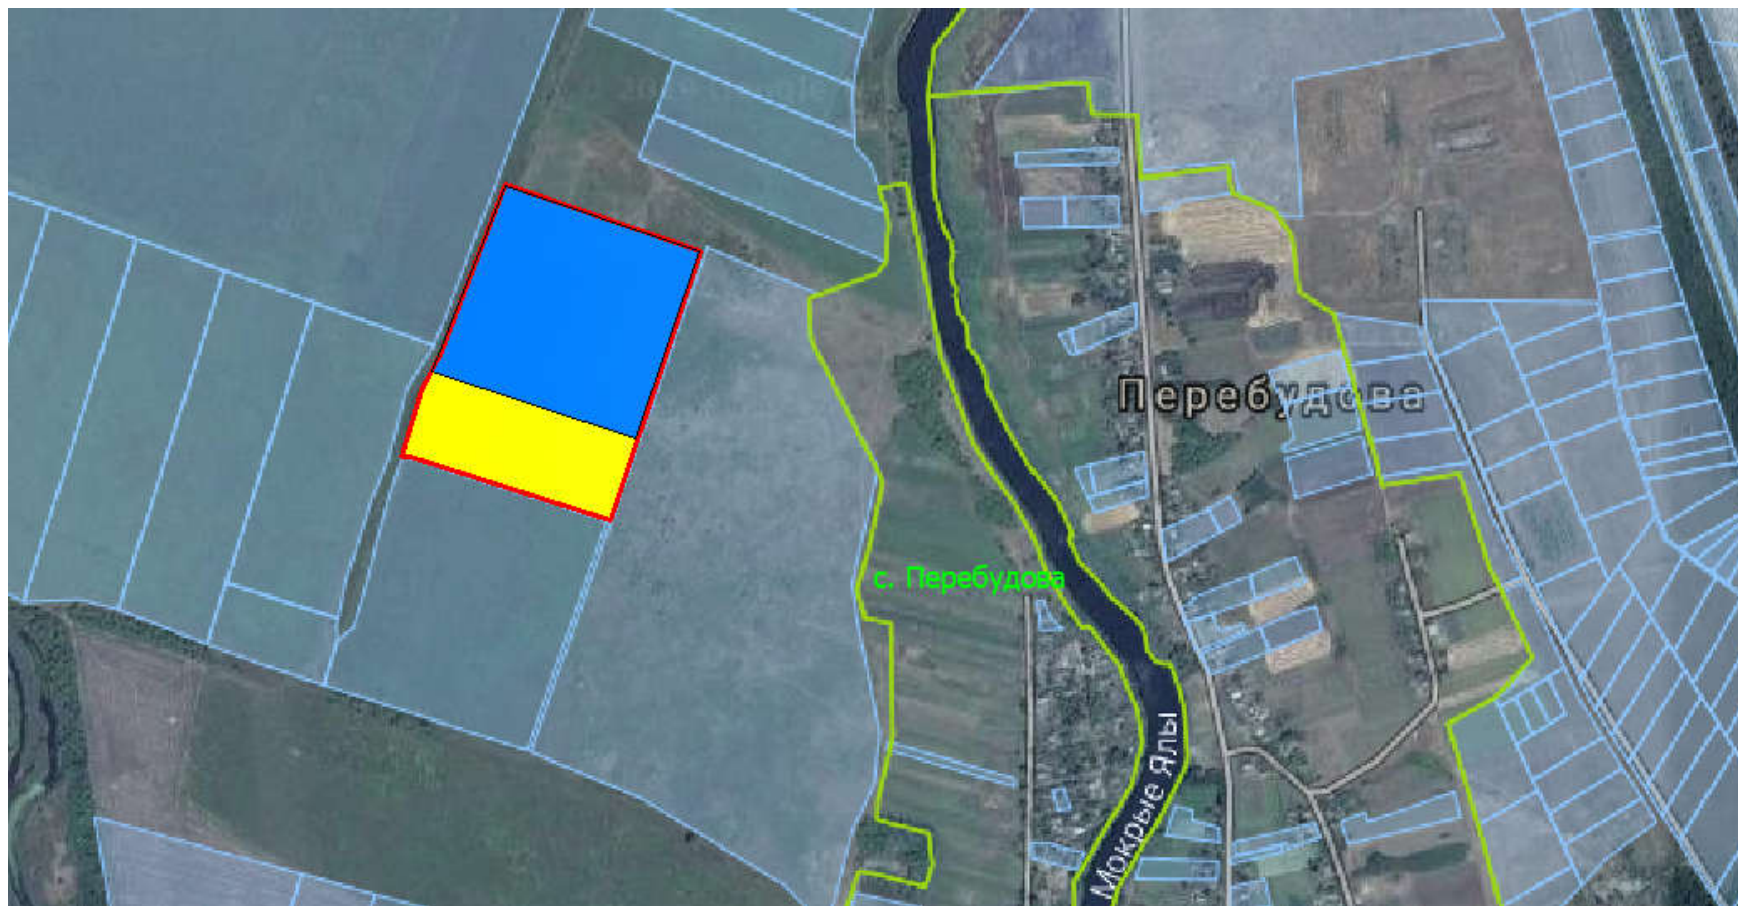 Перебудова
с. Перебудова
Мокрые Ялы